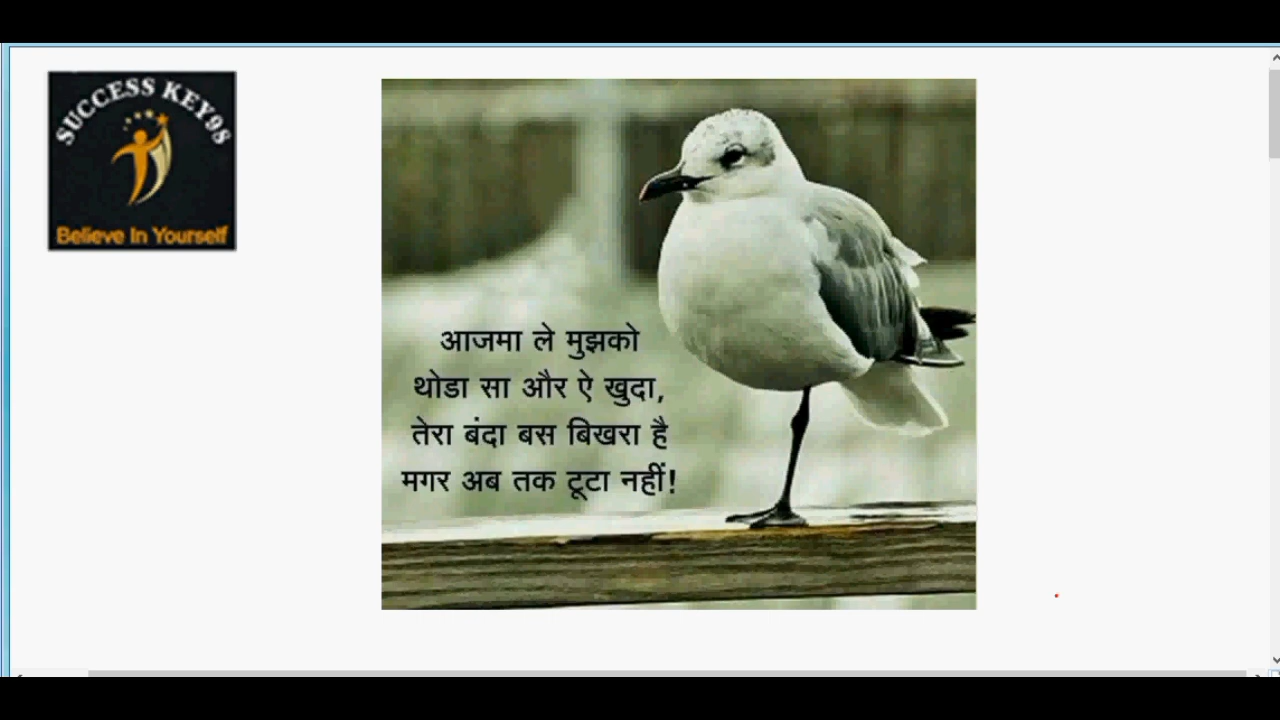 SUCCESS KEY98
Believe In Yourself
आजमा ले मुझको
थोडा सा और ऐ खुदा,
तेरा बंदा बस बिखरा है
मगर अब तक टूटा नहीं!